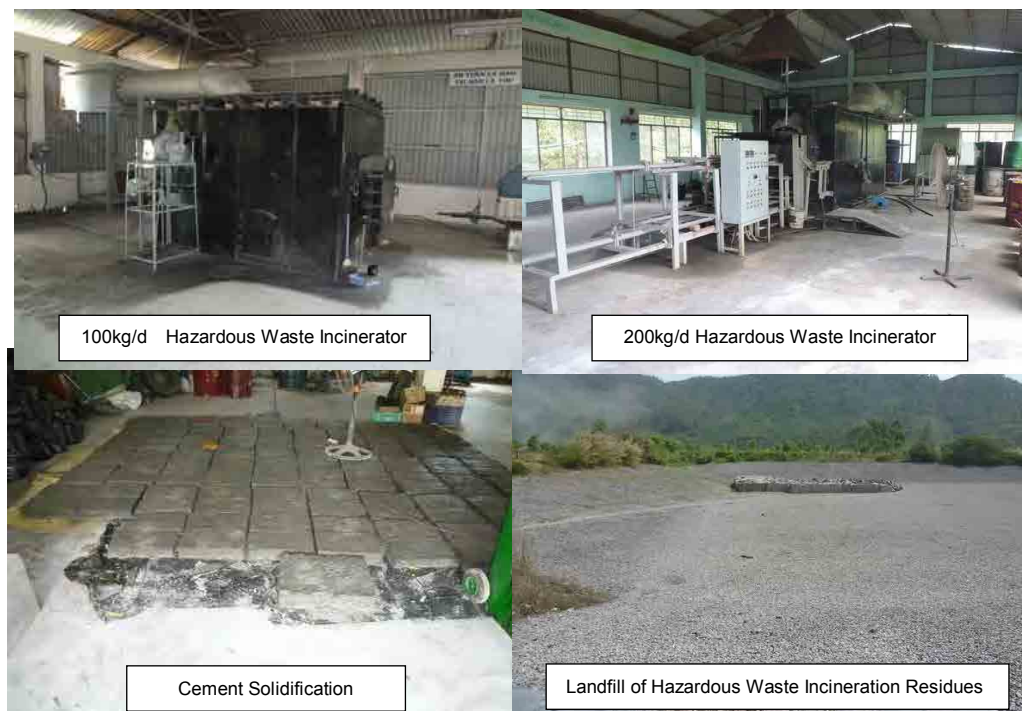 100kg/d Hazardous Waste Incinerator
200kg/d Hazardous Waste Incinerator
Cement Solidification
Landfill of Hazardous Waste Incineration Residues